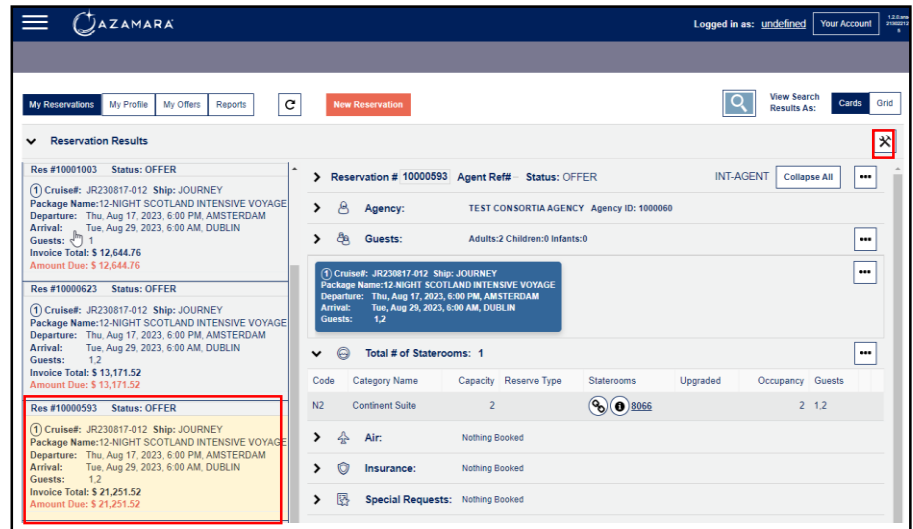 AZAMARA
Logged in as: undefined Your Account
My Reservations My Profile My Offers Reports New Reservation View Search Results As: Cards Grid
Reservation Results
Res #10001003 Status: OFFER
1 Cruise#: JR230817-012 Ship: JOURNEY
Package Name:12-NIGHT SCOTLAND INTENSIVE VOYAGE
Departure: Thu, Aug 17, 2023, 6:00 PM, AMSTERDAM
Arrival: Tue, Aug 29, 2023, 6:00 AM, DUBLIN
Guests: 1
Invoice Total: $ 12,644.76
Amount Due: $ 12,644.76
Res #10000623 Status: OFFER
1 Cruise#: JR230817-012 Ship: JOURNEY
Package Name:12-NIGHT SCOTLAND INTENSIVE VOYAGE
Departure: Thu, Aug 17, 2023, 6:00 PM, AMSTERDAM
Arrival: Tue, Aug 29, 2023, 6:00 AM, DUBLIN
Guests: 1,2
Invoice Total: $ 13,171.52
Amount Due: $ 13,171.52
Res #10000593 Status: OFFER
1 Cruise#: JR230817-012 Ship: JOURNEY
Package Name:12-NIGHT SCOTLAND INTENSIVE VOYAGE
Departure: Thu, Aug 17, 2023, 6:00 PM, AMSTERDAM
Arrival: Tue, Aug 29, 2023, 6:00 AM, DUBLIN
Guests: 1,2
Invoice Total: $ 21,251.52
Amount Due: $ 21,251.52
Reservation # 10000593 Agent Ref# - Status: OFFER INT-AGENT Collapse All
Agency: TEST CONSORTIA AGENCY Agency ID: 1000060
Guests: Adults:2 Children:0 Infants:0
1 Cruise#: JR230817-012 Ship: JOURNEY
Package Name:12-NIGHT SCOTLAND INTENSIVE VOYAGE
Departure: Thu, Aug 17, 2023, 6:00 PM, AMSTERDAM
Arrival: Tue, Aug 29, 2023, 6:00 AM, DUBLIN
Guests: 1,2
Total # of Staterooms: 1
Code Category Name Capacity Reserve Type Staterooms Upgraded Occupancy Guests
N2 Continent Suite 2 8066 2 1,2
Air: Nothing Booked
Insurance: Nothing Booked
Special Requests: Nothing Booked